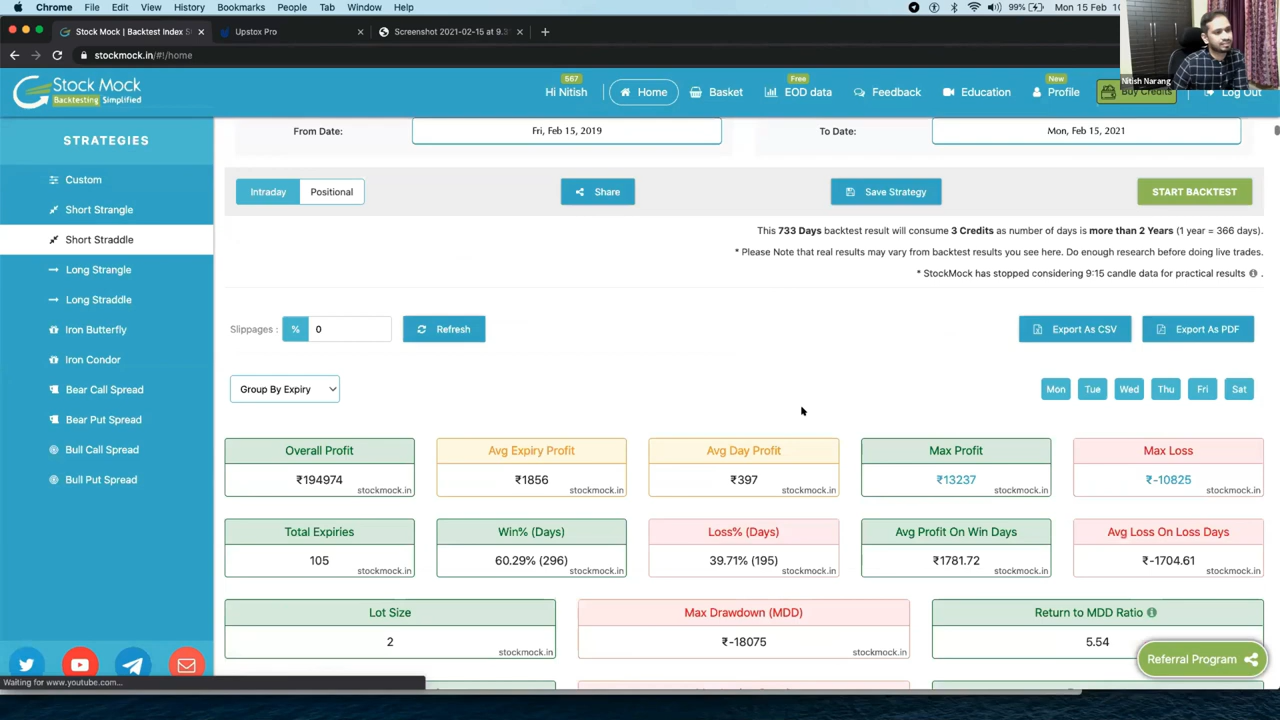 Chrome File Edit View History Bookmarks People Tab Window Help
99% Mon 15 Feb
Stock Mock | Backtest Index S
Upstox Pro
Screenshot 2021-02-15 at 9.3
stockmock.in/#!/home
Nitish Narang
Stock Mock
Backtesting Simplified
567
Hi Nitish
Home
Basket
Free
EOD data
Feedback
Education
New
Profile
Buy Credits
Log Out
STRATEGIES
Custom
Short Strangle
Short Straddle
Long Strangle
Long Straddle
Iron Butterfly
Iron Condor
Bear Call Spread
Bear Put Spread
Bull Call Spread
Bull Put Spread
From Date: Fri, Feb 15, 2019
To Date: Mon, Feb 15, 2021
Intraday Positional
Share
Save Strategy
START BACKTEST
This 733 Days backtest result will consume 3 Credits as number of days is more than 2 Years (1 year = 366 days).
* Please Note that real results may vary from backtest results you see here. Do enough research before doing live trades.
* StockMock has stopped considering 9:15 candle data for practical results .
Slippages : % 0
Refresh
Export As CSV
Export As PDF
Group By Expiry
Mon Tue Wed Thu Fri Sat
Overall Profit
₹194974
stockmock.in
Avg Expiry Profit
₹1856
stockmock.in
Avg Day Profit
₹397
stockmock.in
Max Profit
₹13237
stockmock.in
Max Loss
₹-10825
stockmock.in
Total Expiries
105
stockmock.in
Win% (Days)
60.29% (296)
stockmock.in
Loss% (Days)
39.71% (195)
stockmock.in
Avg Profit On Win Days
₹1781.72
stockmock.in
Avg Loss On Loss Days
₹-1704.61
stockmock.in
Lot Size
2
stockmock.in
Max Drawdown (MDD)
₹-18075
stockmock.in
Return to MDD Ratio
5.54
Referral Program
Waiting for www.youtube.com...